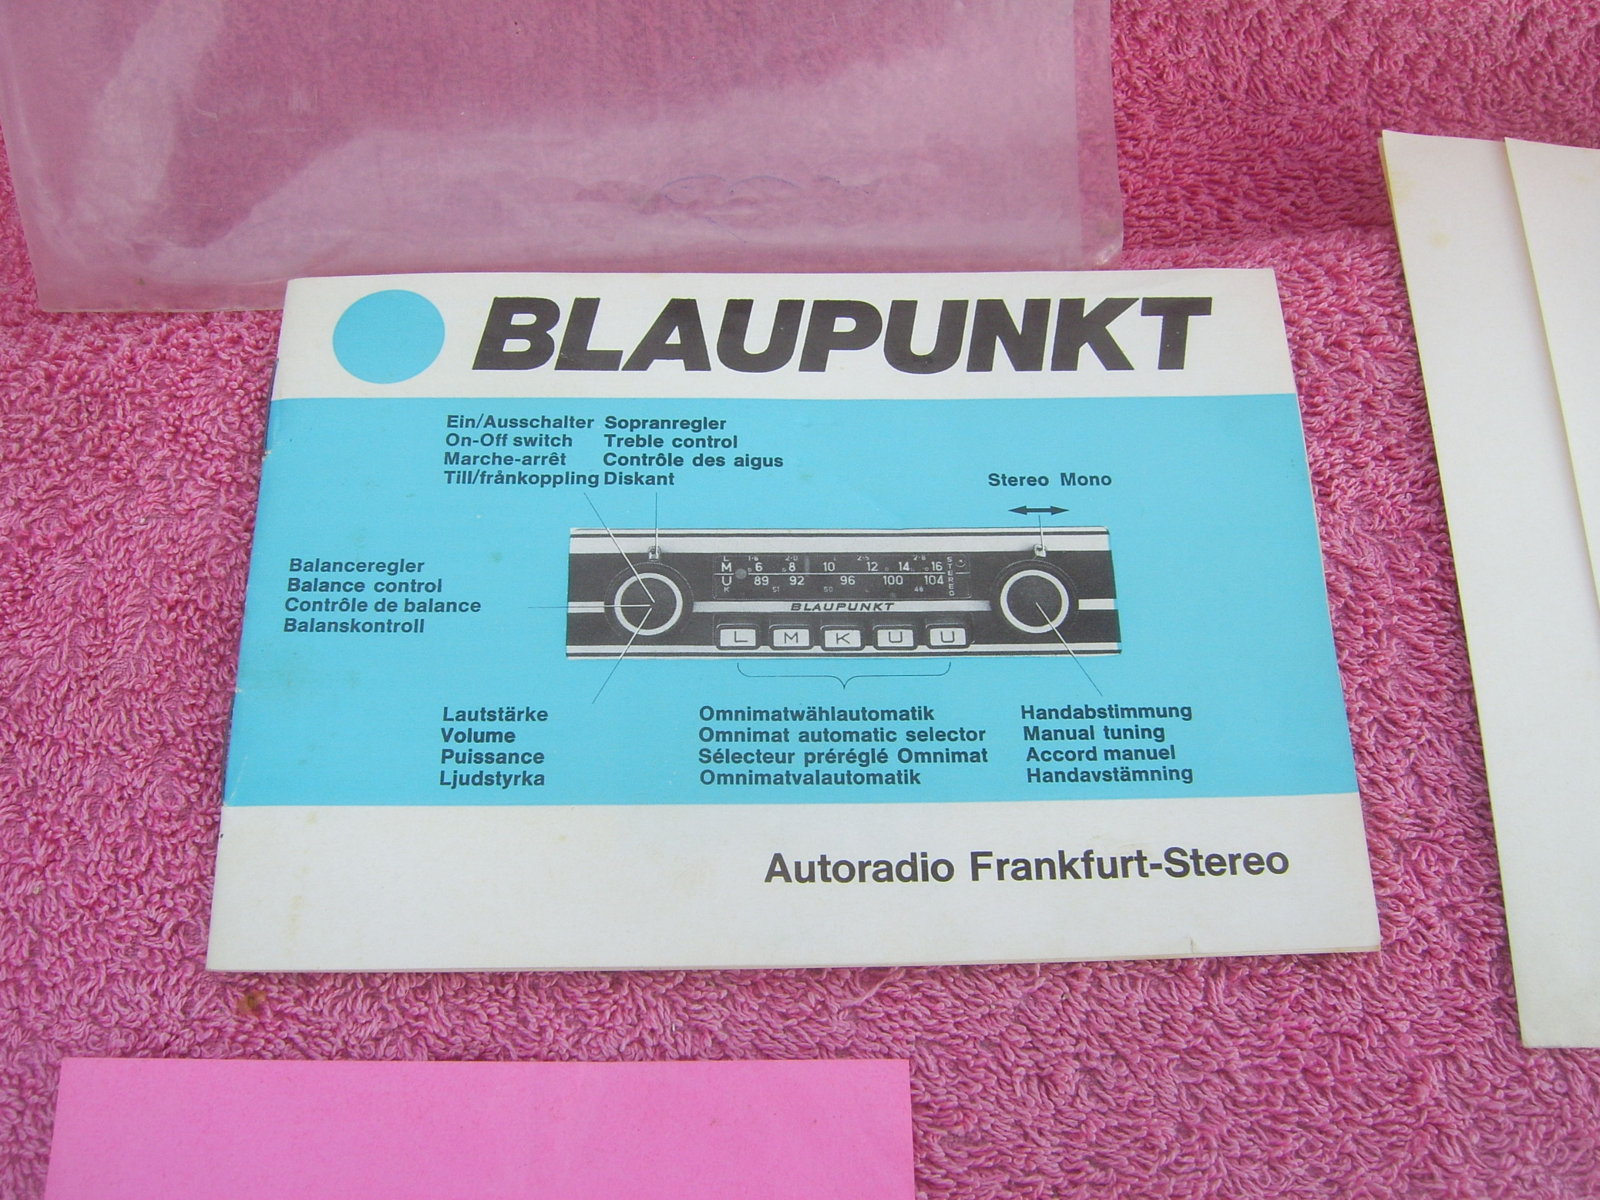 BLAUPUNKT
Ein/Ausschalter Sopranregler
On-Off switch Treble control
Marche-arrêt Contrôle des aigus
Till/frånkoppling Diskant
Stereo Mono
Balanceregler
Balance control
Contrôle de balance
Balanskontroll
M 6 8 10 12 14 16
U 89 92 96 100 104
K
STEREO
BLAUPUNKT
L M K U U
Lautstärke
Volume
Puissance
Ljudstyrka
Omnimatwählautomatik
Omnimat automatic selector
Sélecteur préréglé Omnimat
Omnimatvalautomatik
Handabstimmung
Manual tuning
Accord manuel
Handavstämning
Autoradio Frankfurt-Stereo